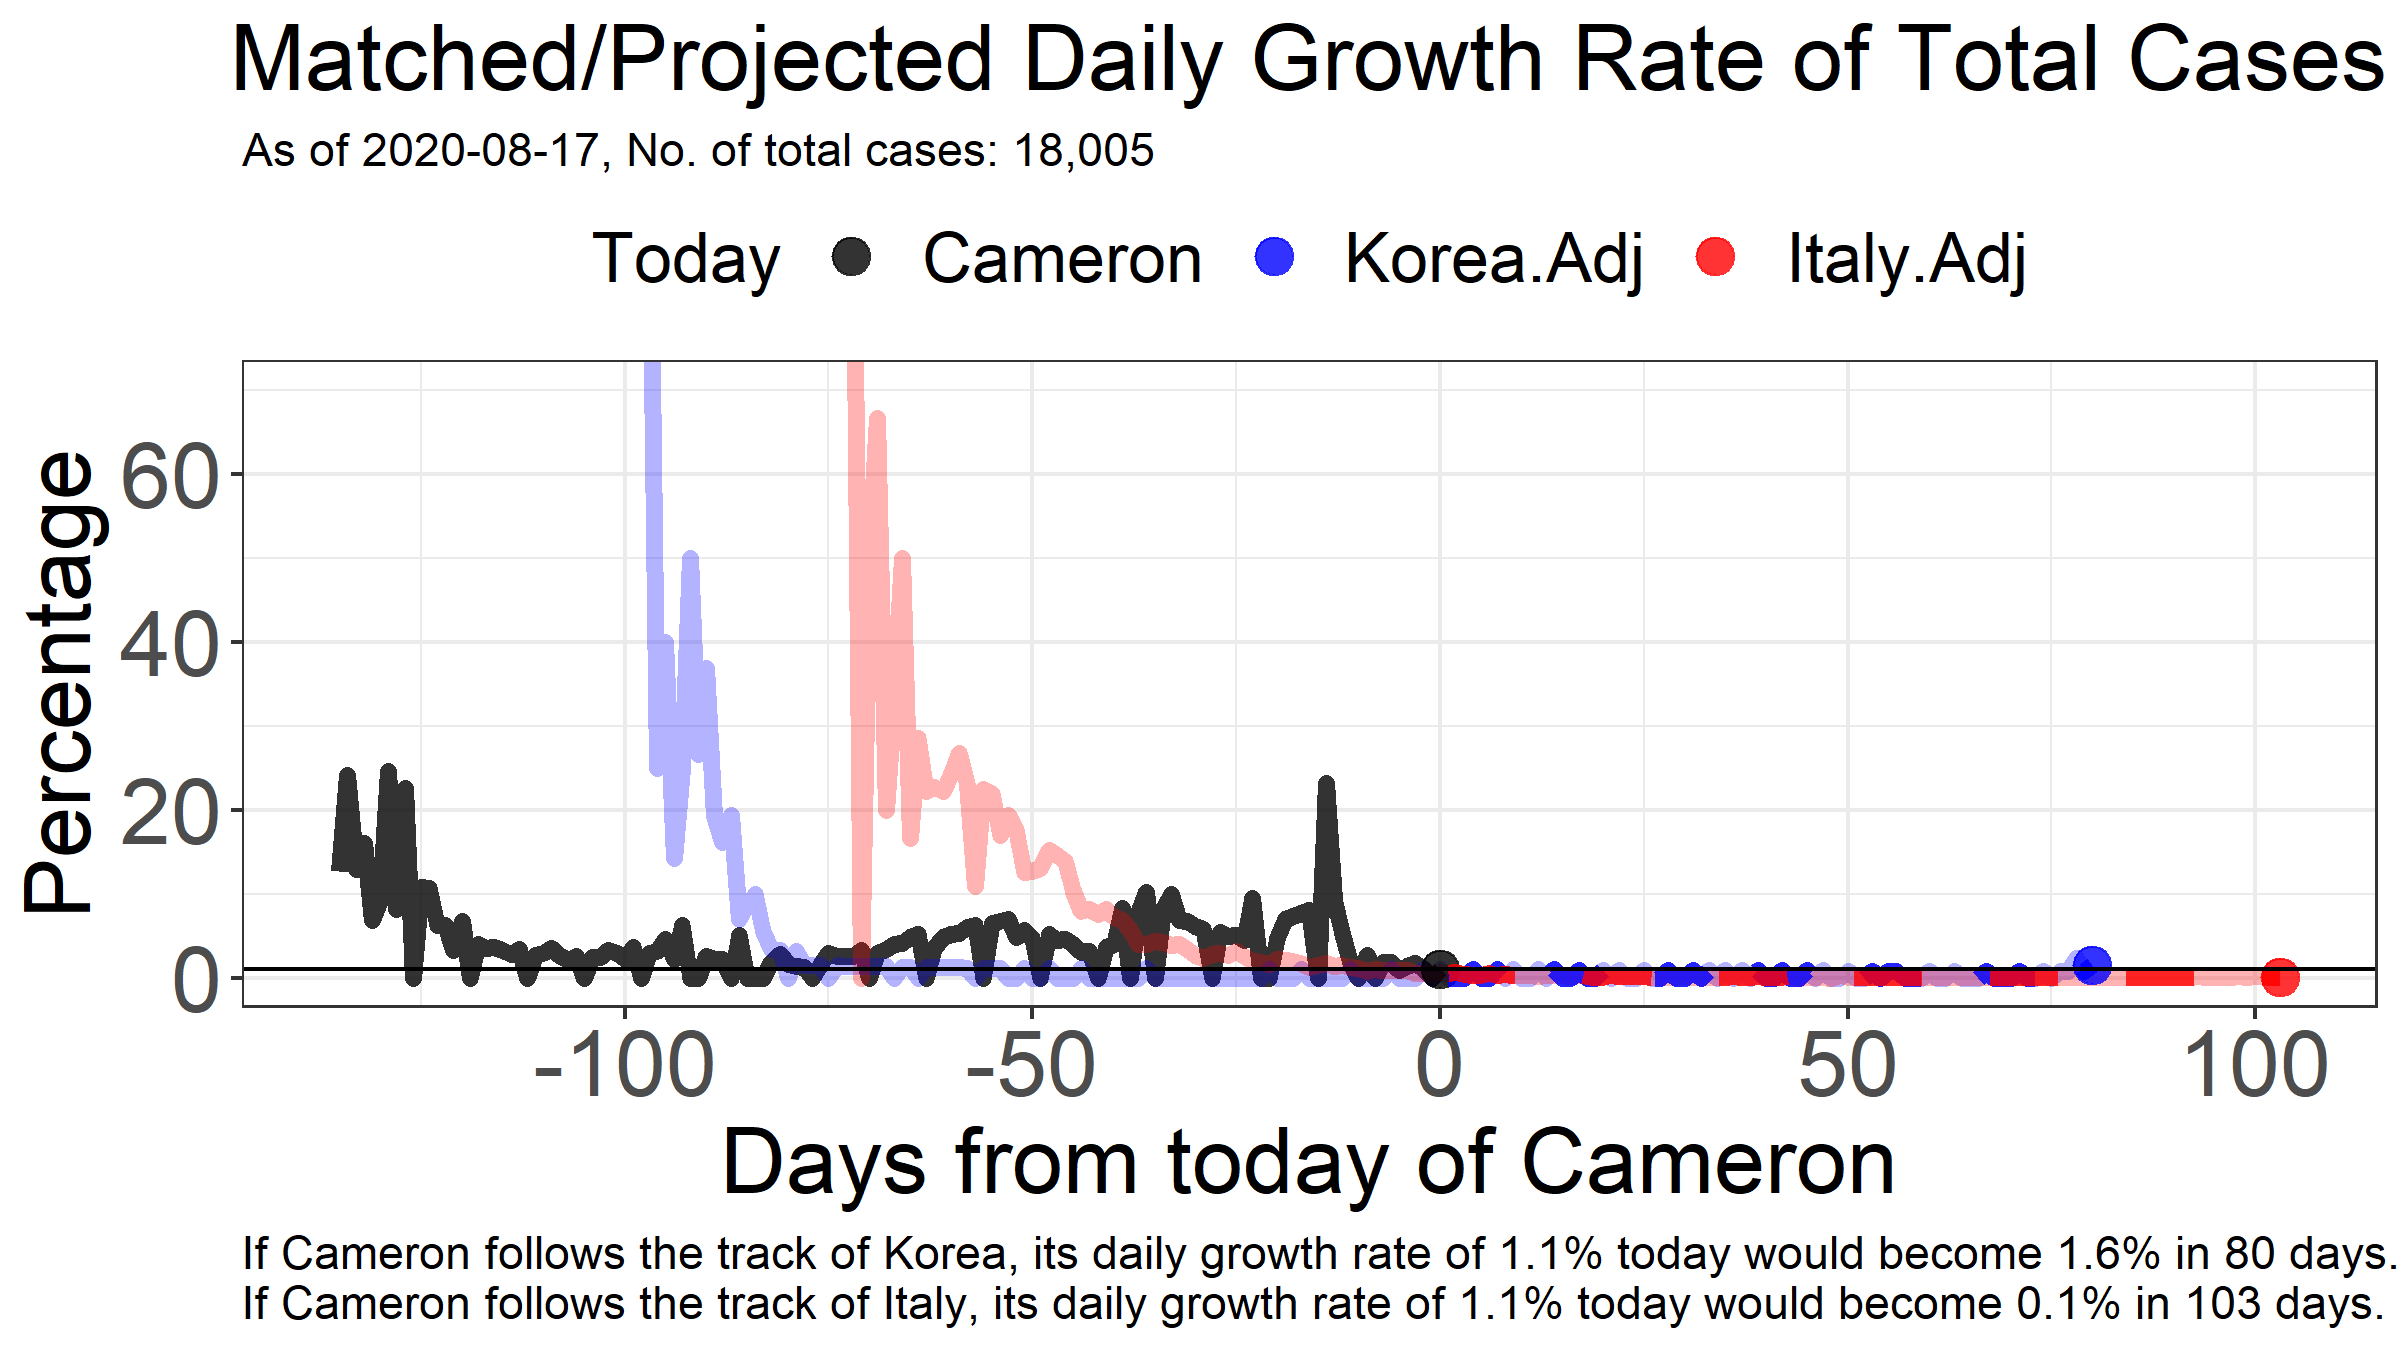 Matched/Projected Daily Growth Rate of Total Cases
As of 2020-08-17, No. of total cases: 18,005
Today Cameron Korea.Adj Italy.Adj
Percentage
60
40
20
0
-100 -50 0 50 100
Days from today of Cameron
If Cameron follows the track of Korea, its daily growth rate of 1.1% today would become 1.6% in 80 days.
If Cameron follows the track of Italy, its daily growth rate of 1.1% today would become 0.1% in 103 days.